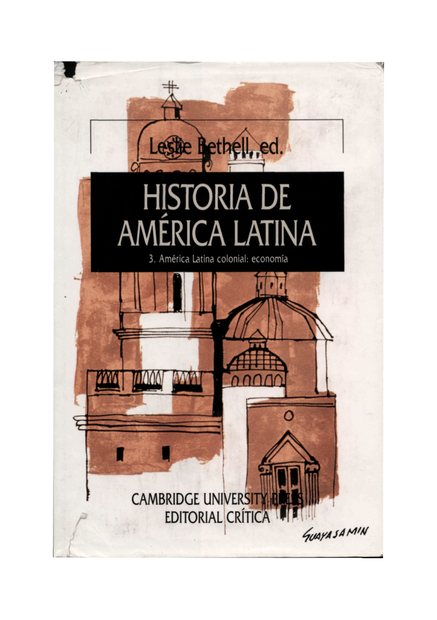 Leslie Bethell, ed.
HISTORIA DE
AMÉRICA LATINA
3. América Latina colonial: economía
CAMBRIDGE UNIVERSITY PRESS
EDITORIAL CRÍTICA
GUAYASAMIN